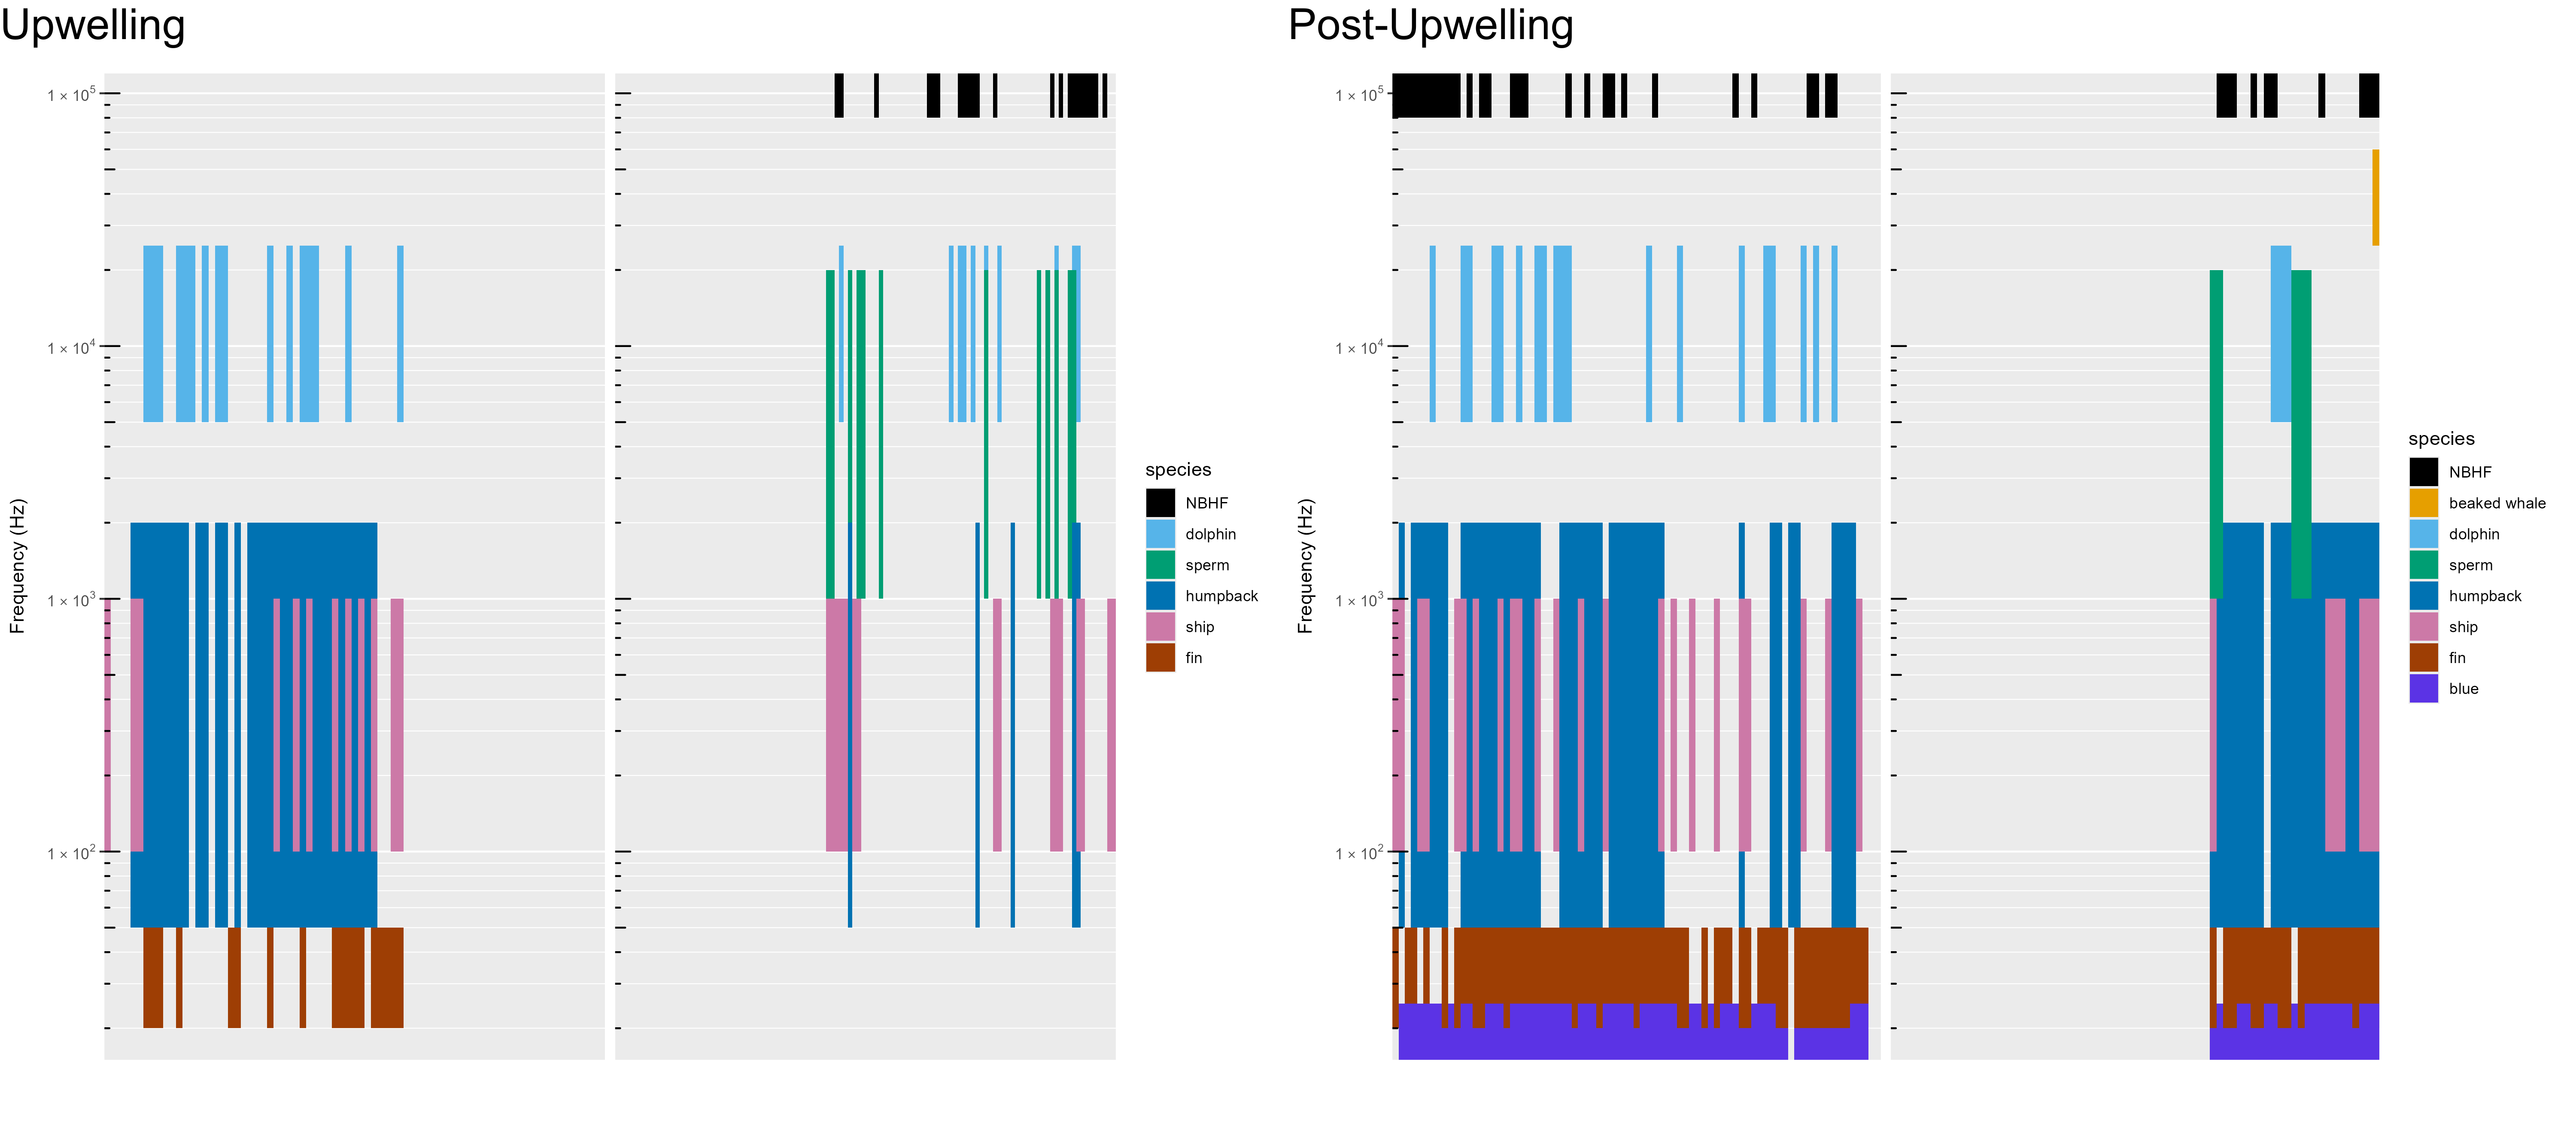 Upwelling
Post-Upwelling
Frequency (Hz)
1 × 10⁵
1 × 10⁴
1 × 10³
1 × 10²
species
NBHF
dolphin
sperm
humpback
ship
fin
Frequency (Hz)
1 × 10⁵
1 × 10⁴
1 × 10³
1 × 10²
species
NBHF
beaked whale
dolphin
sperm
humpback
ship
fin
blue